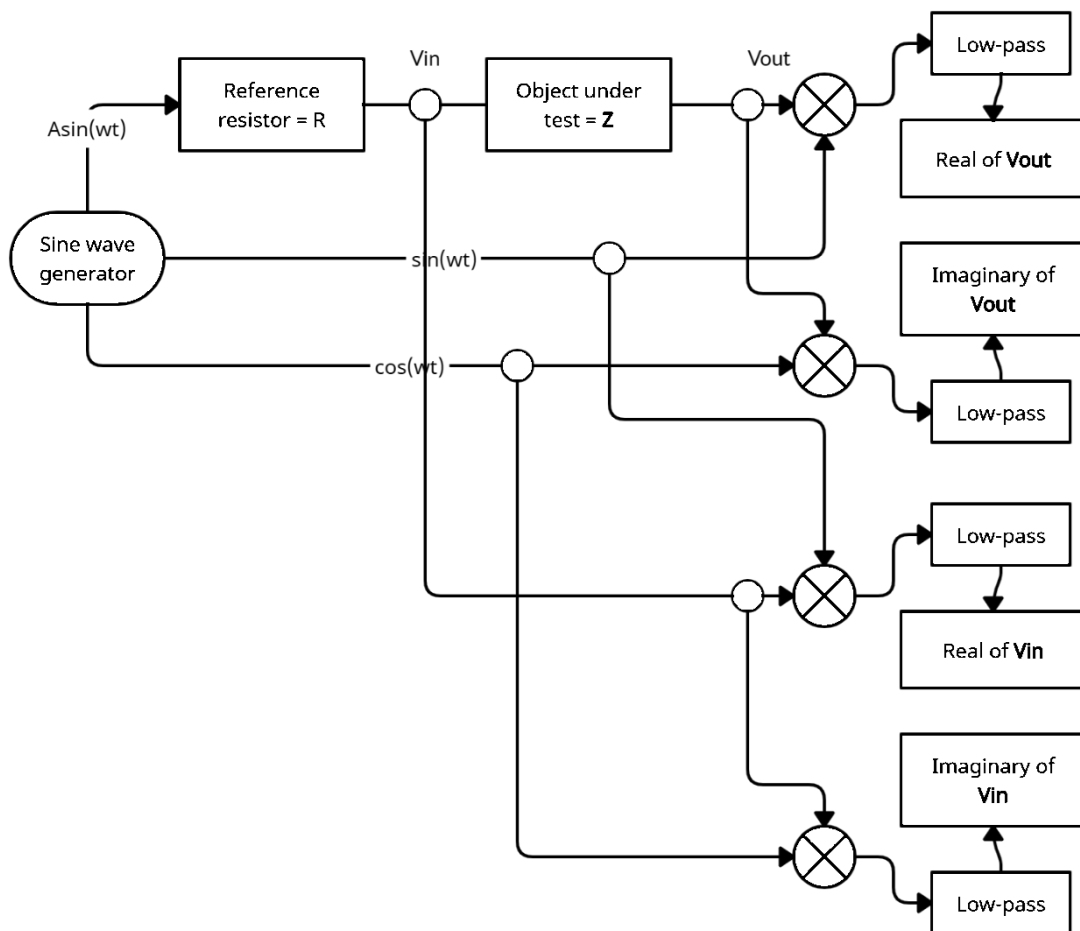 Low-pass
Vin
Vout
Reference
resistor = R
Object under
test = Z
Asin(wt)
Real of Vout
Sine wave
generator
sin(wt)
Imaginary of
Vout
cos(wt)
Low-pass
Low-pass
Real of Vin
Imaginary of
Vin
Low-pass